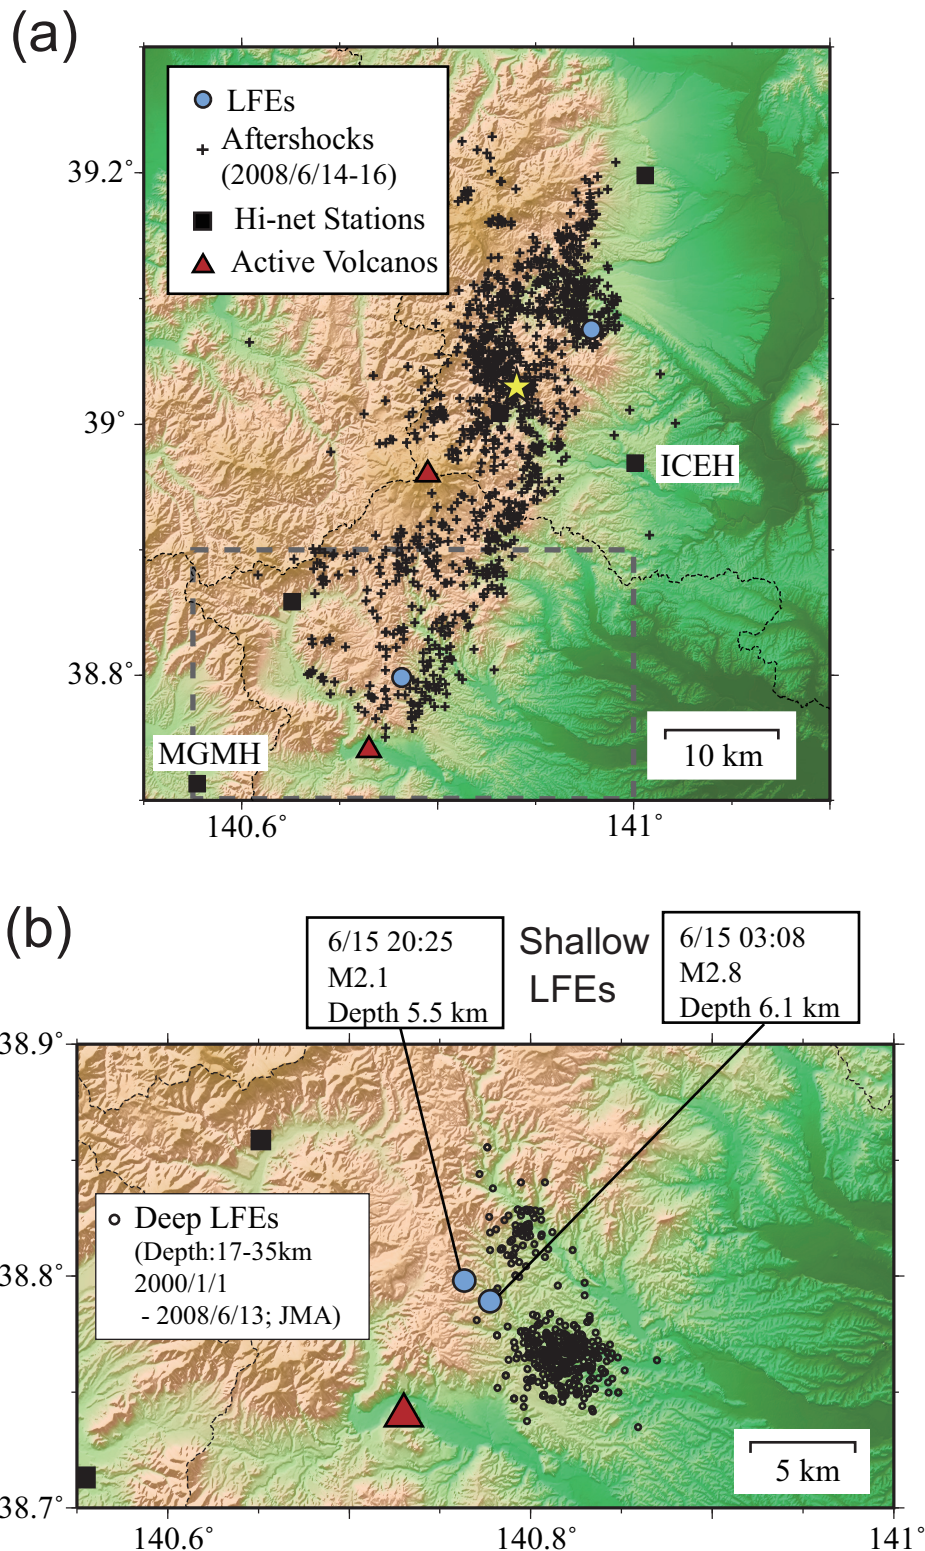 (a)
LFEs
Aftershocks
(2008/6/14-16)
Hi-net Stations
Active Volcanos
39.2˚
39˚
38.8˚
ICEH
MGMH
10 km
140.6˚
141˚
(b)
6/15 20:25
M2.1
Depth 5.5 km
Shallow
LFEs
6/15 03:08
M2.8
Depth 6.1 km
38.9˚
38.8˚
38.7˚
Deep LFEs
(Depth:17-35km
2000/1/1
- 2008/6/13; JMA)
5 km
140.6˚
140.8˚
141˚